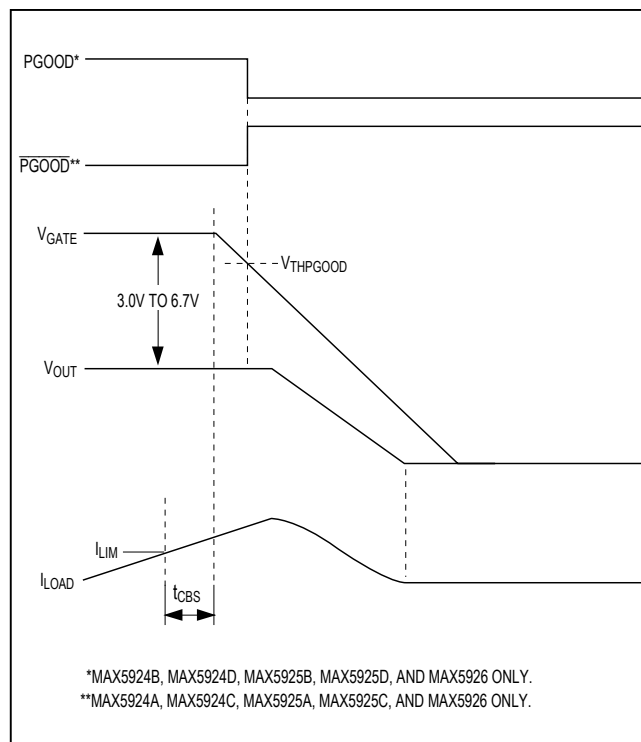 PGOOD*
PGOOD**
VGATE
VTHPGOOD
3.0V TO 6.7V
VOUT
ILIM
ILOAD
tCBS
*MAX5924B, MAX5924D, MAX5925B, MAX5925D, AND MAX5926 ONLY.
**MAX5924A, MAX5924C, MAX5925A, MAX5925C, AND MAX5926 ONLY.